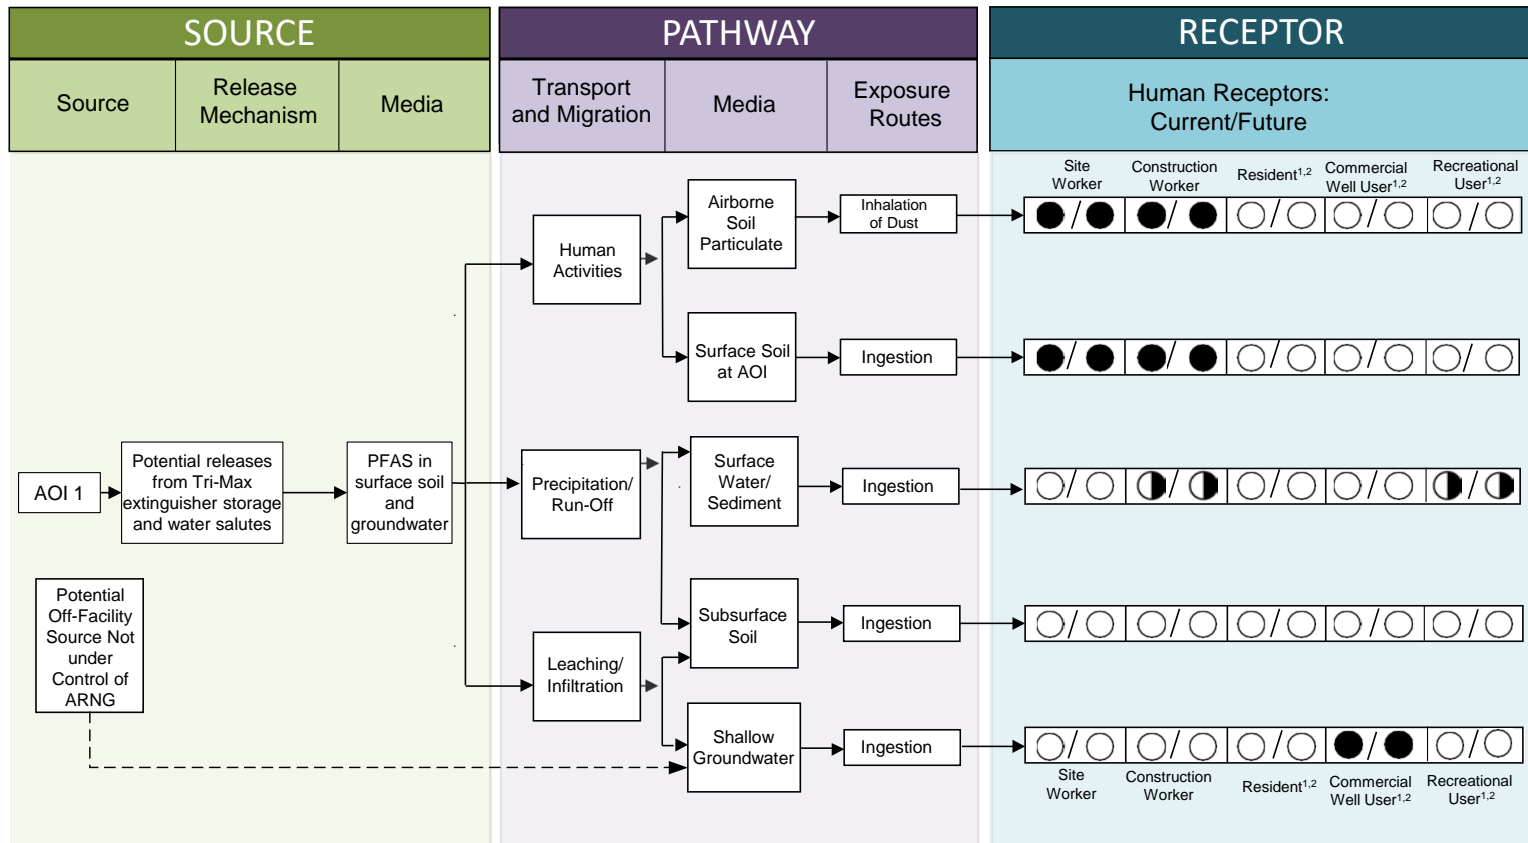 SOURCE
PATHWAY
RECEPTOR
Source
Release
Mechanism
Media
Transport
and Migration
Media
Exposure
Routes
Human Receptors:
Current/Future
Site
Worker
Construction
Worker
Resident1,2
Commercial
Well User1,2
Recreational
User1,2
Airborne
Soil
Particulate
Inhalation
of Dust
/ / / / /
Human
Activities
Surface Soil
at AOI
Ingestion
/ / / / /
AOI 1
Potential releases
from Tri-Max
extinguisher storage
and water salutes
PFAS in
surface soil
and
groundwater
Precipitation/
Run-Off
Surface
Water/
Sediment
Ingestion
/ / / / /
Potential
Off-Facility
Source Not
under
Control of
ARNG
Subsurface
Soil
Ingestion
/ / / / /
Leaching/
Infiltration
Shallow
Groundwater
Ingestion
/ / / / /
Site
Worker
Construction
Worker
Resident1,2
Commercial
Well User1,2
Recreational
User1,2